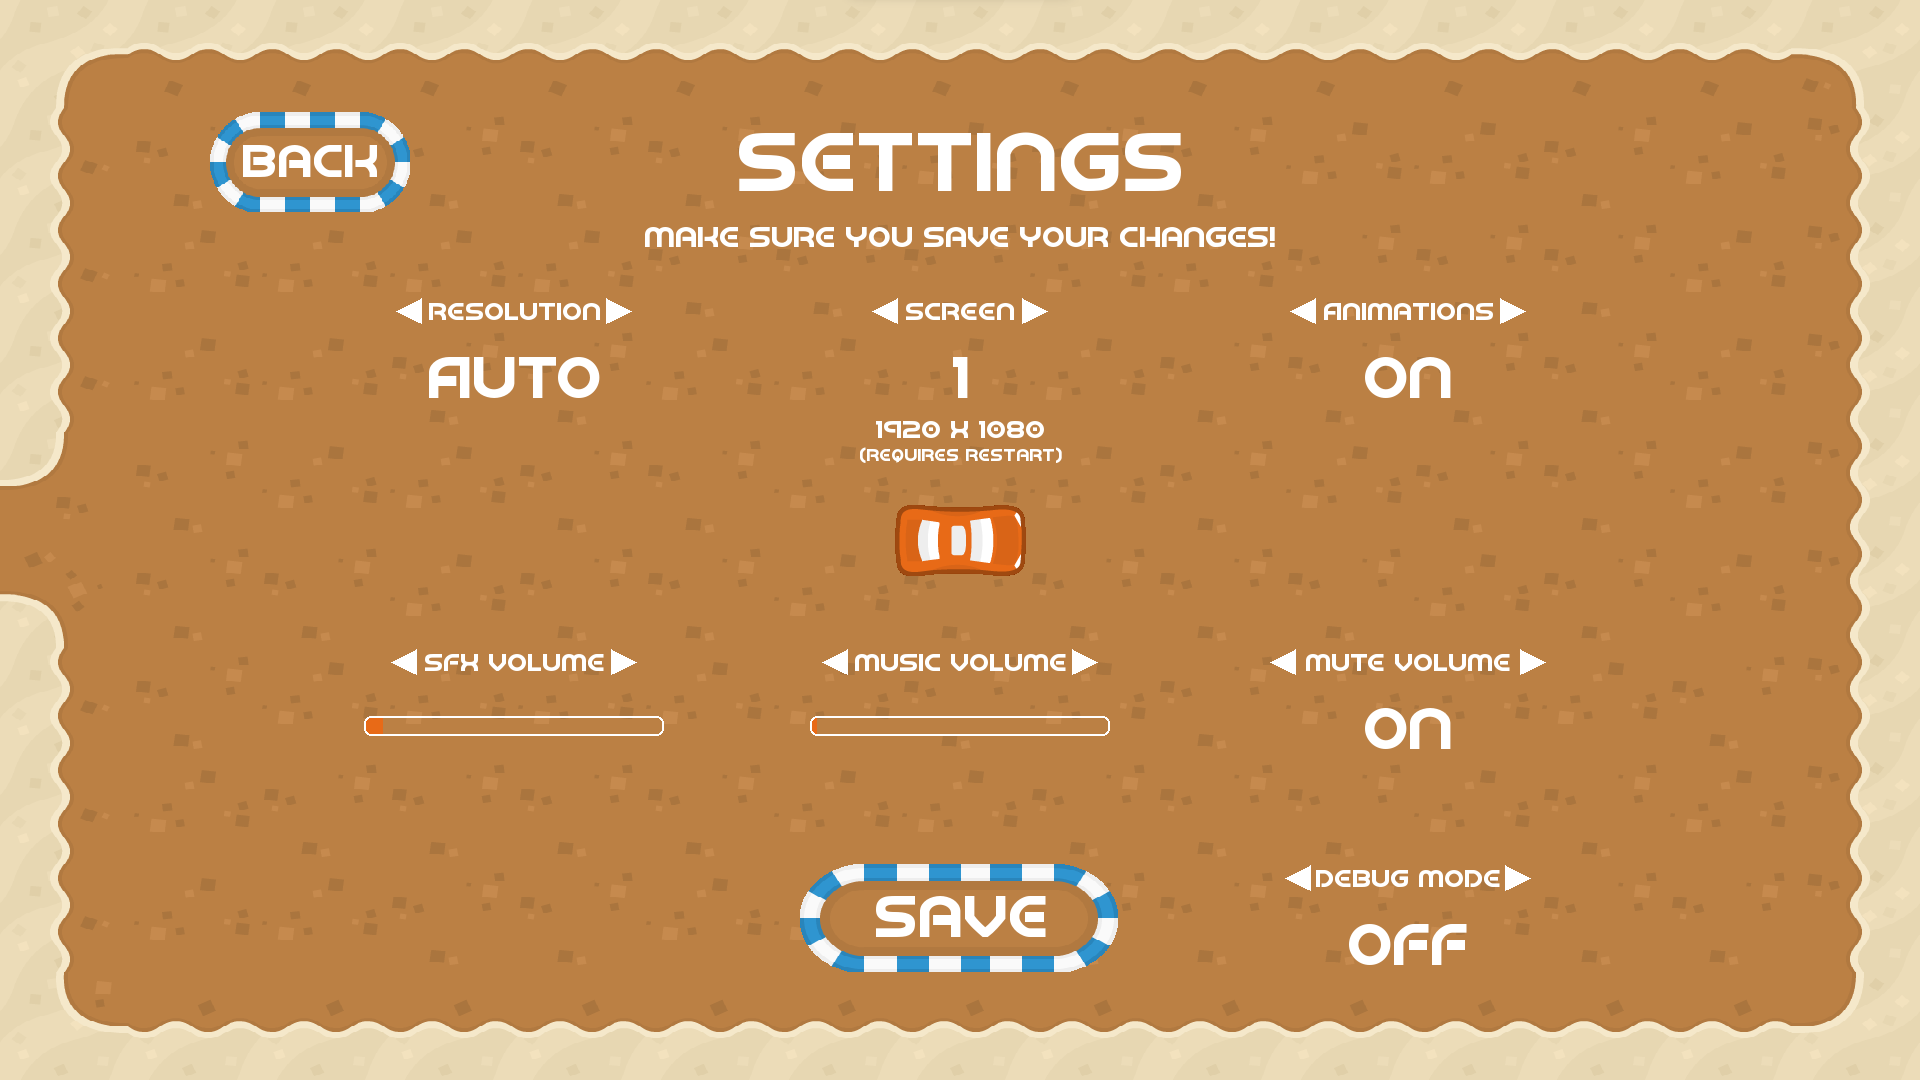 BACK
SETTINGS
MAKE SURE YOU SAVE YOUR CHANGES!
RESOLUTION
AUTO
SCREEN
1
1920 X 1080
(REQUIRES RESTART)
ANIMATIONS
ON
SFX VOLUME
MUSIC VOLUME
MUTE VOLUME
ON
SAVE
DEBUG MODE
OFF